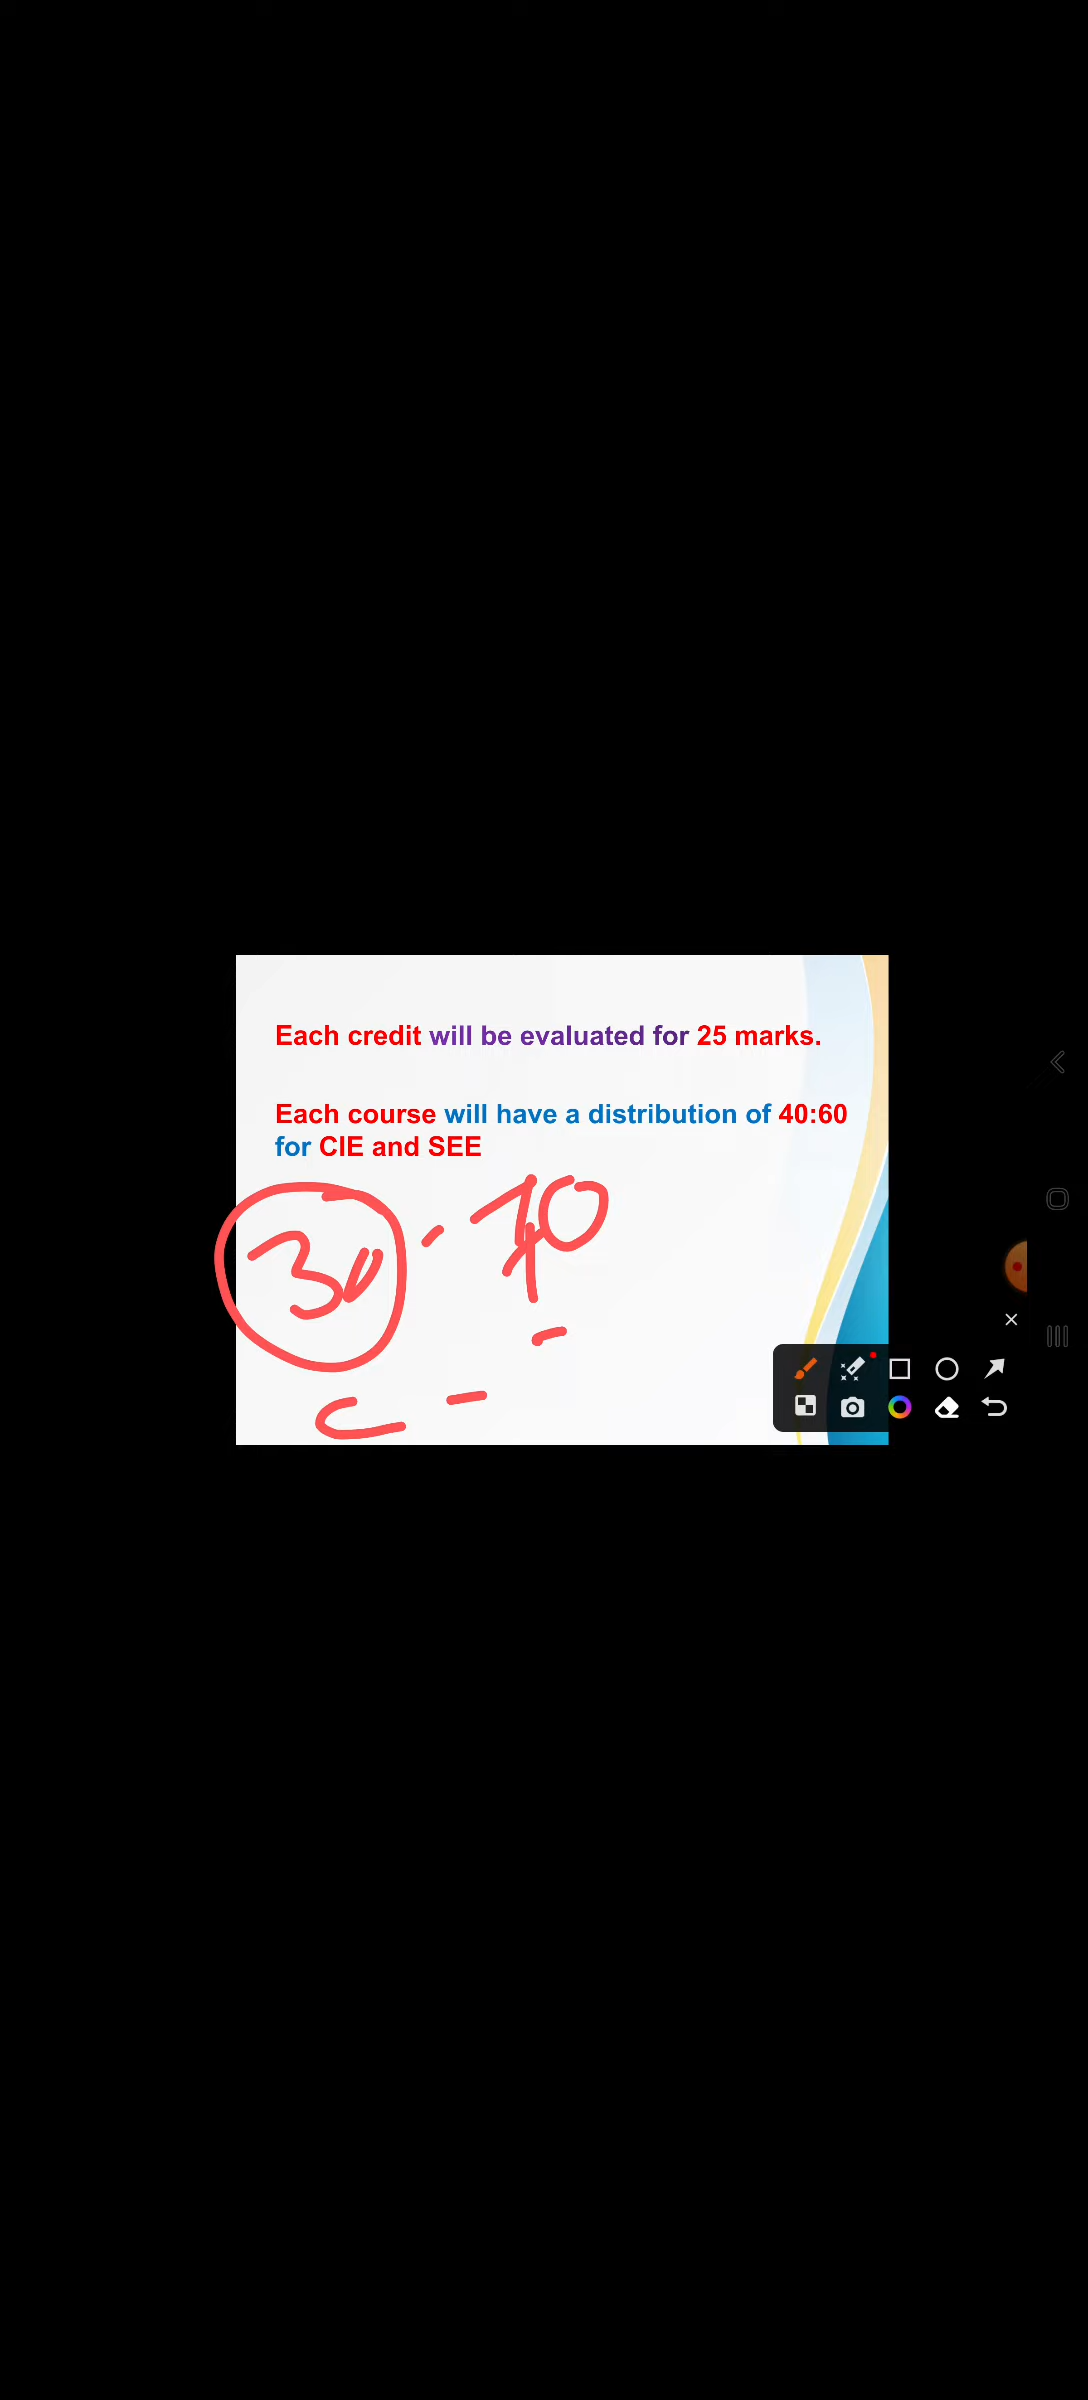 Each credit will be evaluated for 25 marks.
Each course will have a distribution of 40:60
for CIE and SEE
30 - 70